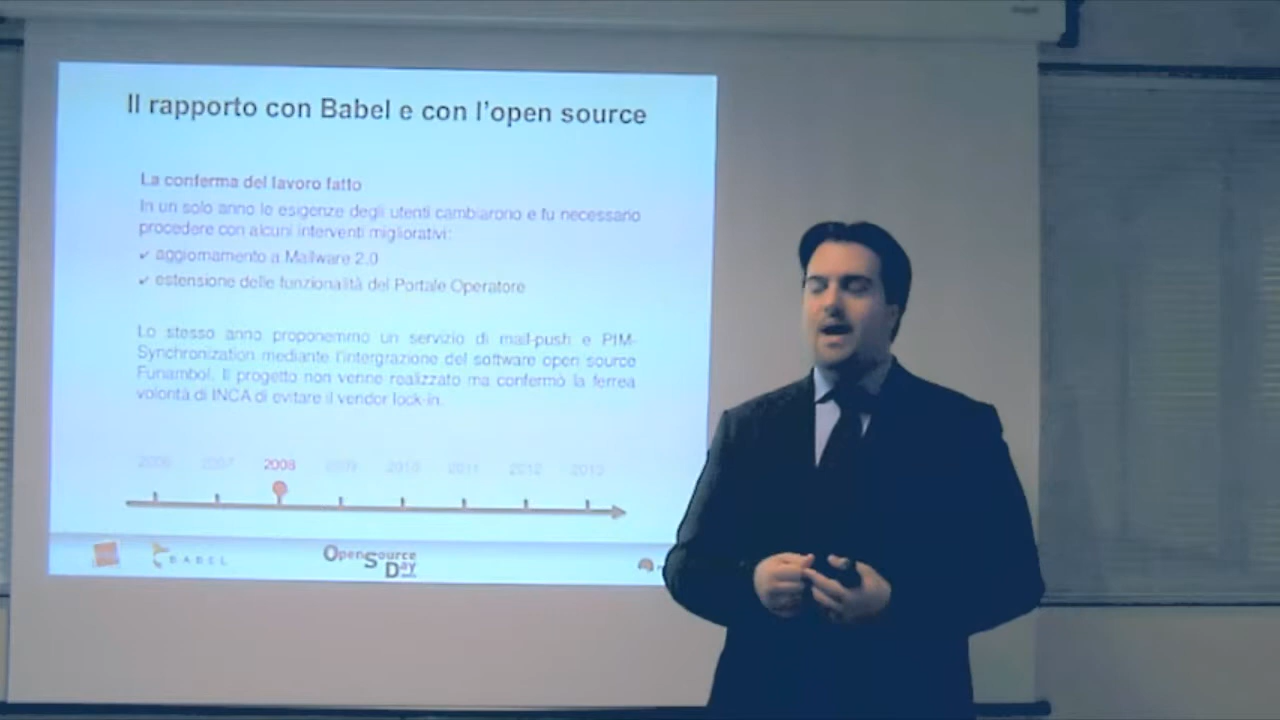 Il rapporto con Babel e con l'open source
La conferma del lavoro fatto
In un solo anno le esigenze degli utenti cambiarono e fu necessario
procedere con alcuni interventi migliorativi:
✓ aggiornamento a Mailware 2.0
✓ estensione delle funzionalità del Portale Operatore
Lo stesso anno proponemmo un servizio di mail-push e PIM-
Synchronization mediante l'intergrazione del software open source
Funambol. Il progetto non venne realizzato ma confermò la ferrea
volontà di INCA di evitare il vendor lock-in.
2006 2007 2008 2009 2010 2011 2012 2013
BABEL
OpenSource
Day